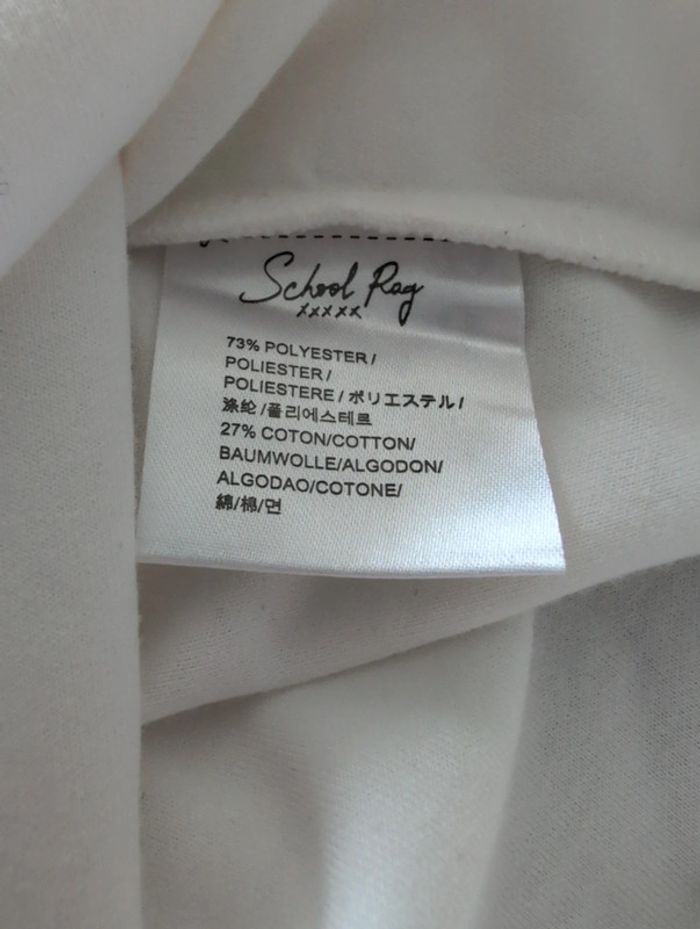 School Rag
xxxxx
73% POLYESTER/
POLIESTER/
POLIESTERE/ポリエステル/
涤纶/폴리에스테르
27% COTON/COTTON/
BAUMWOLLE/ALGODON/
ALGODAO/COTONE/
綿/棉/면